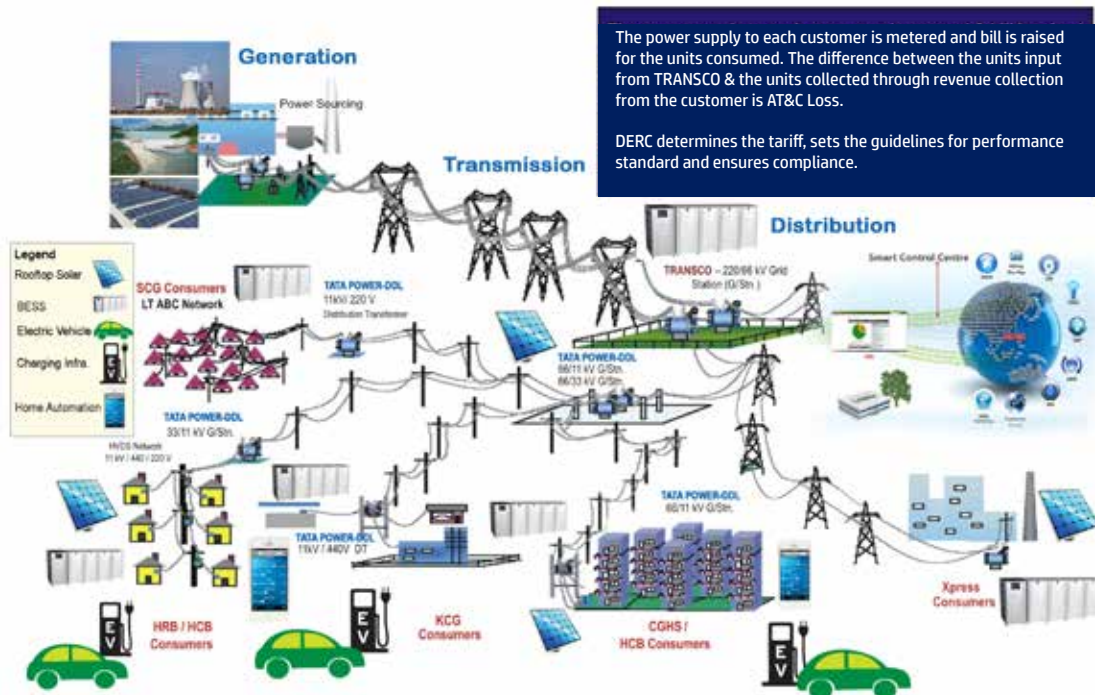 The power supply to each customer is metered and bill is raised
for the units consumed. The difference between the units input
from TRANSCO & the units collected through revenue collection
from the customer is AT&C Loss.
DERC determines the tariff, sets the guidelines for performance
standard and ensures compliance.
Generation
Power Sourcing
Transmission
Distribution
Legend
Rooftop Solar
BESS
Electric Vehicle
Charging Infra.
Home Automation
SCG Consumers
LT ABC Network
TATA POWER-DDL
11kV/ 220 V
Distribution Transformer
TRANSCO – 220/66 kV Grid
Station (G/Stn.)
Smart Control Centre
TATA POWER-DDL
66/11 kV G/Stn.
66/33 kV G/Stn.
TATA POWER-DDL
33/11 kV G/Stn.
HVDS Network
11 kV / 440 / 220 V
TATA POWER-DDL
66/11 kV G/Stn.
TATA POWER-DDL
11kV / 440V DT
Xpress
Consumers
HRB / HCB
Consumers
KCG
Consumers
CGHS /
HCB Consumers
EV
EV
EV